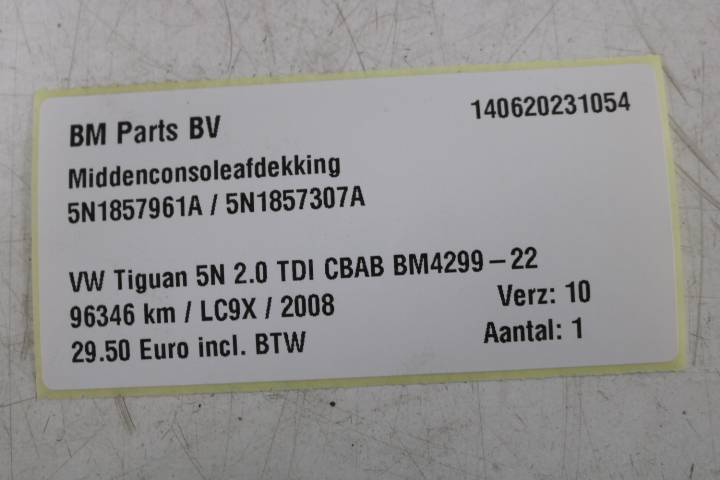 BM Parts BV 140620231054
Middenconsoleafdekking
5N1857961A / 5N1857307A
VW Tiguan 5N 2.0 TDI CBAB BM4299-22
96346 km / LC9X / 2008 Verz: 10
29.50 Euro incl. BTW Aantal: 1